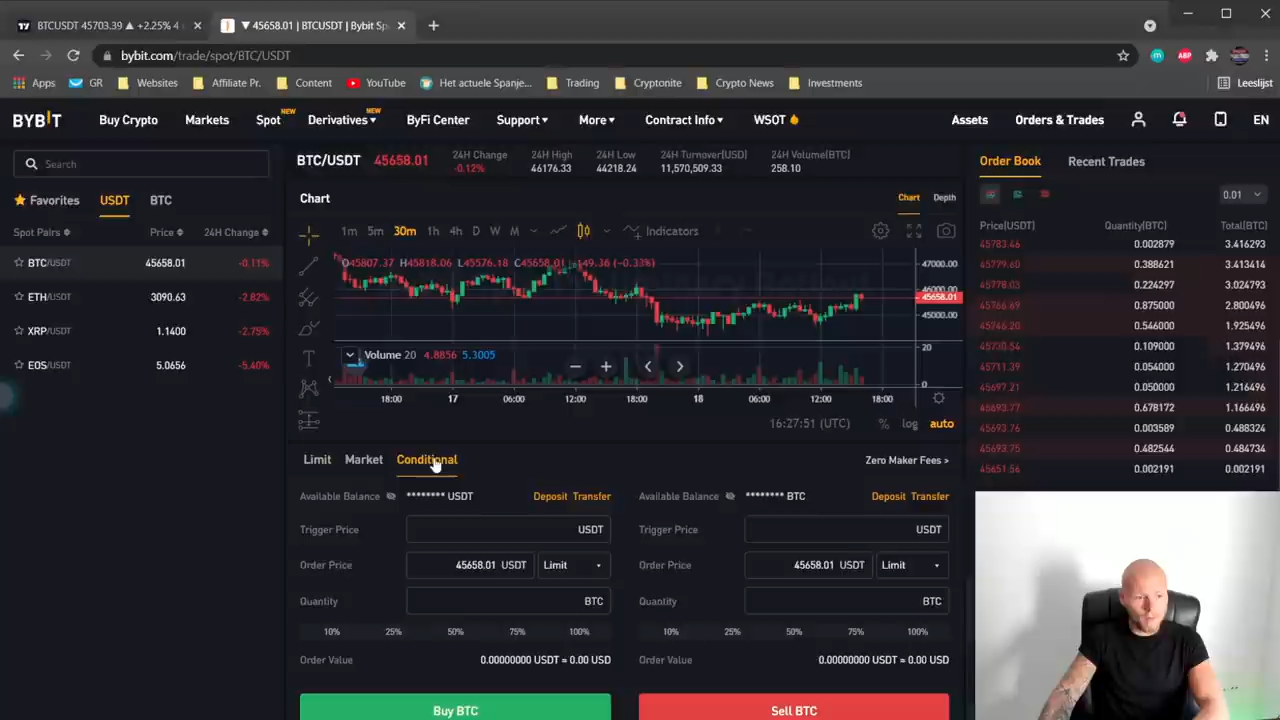 BTCUSDT 45703.39 ▲ +2.25% 4
▼ 45658.01 | BTCUSDT | Bybit Sp
bybit.com/trade/spot/BTC/USDT
Apps
GR
Websites
Affiliate Pr.
Content
YouTube
Het actuele Spanje...
Trading
Cryptonite
Crypto News
Investments
Leeslijst
BYBIT
Buy Crypto
Markets
Spot NEW
Derivatives NEW
ByFi Center
Support
More
Contract Info
WSOT
Assets
Orders & Trades
EN
Search
Favorites
USDT
BTC
Spot Pairs
Price
24H Change
BTC/USDT 45658.01 -0.11%
ETH/USDT 3090.63 -2.82%
XRP/USDT 1.1400 -2.75%
EOS/USDT 5.0656 -5.40%
BTC/USDT
45658.01
24H Change
-0.12%
24H High
46176.33
24H Low
44218.24
24H Turnover(USD)
11,570,509.33
24H Volume(BTC)
258.10
Chart
Chart
Depth
1m 5m 30m 1h 4h D W M
Indicators
O45807.37 H45818.06 L45576.18 C45658.01 -149.36 (-0.33%)
47000.00
46000.00
45658.01
45000.00
Volume 20 4.8856 5.3005
20
0
18:00 17 06:00 12:00 18:00 18 06:00 12:00 18:00
16:27:51 (UTC) % log auto
Limit Market Conditional
Zero Maker Fees >
Available Balance ******** USDT Deposit Transfer
Trigger Price USDT
Order Price 45658.01 USDT Limit
Quantity BTC
10% 25% 50% 75% 100%
Order Value 0.00000000 USDT ≈ 0.00 USD
Buy BTC
Available Balance ******** BTC Deposit Transfer
Trigger Price USDT
Order Price 45658.01 USDT Limit
Quantity BTC
10% 25% 50% 75% 100%
Order Value 0.00000000 USDT ≈ 0.00 USD
Sell BTC
Order Book
Recent Trades
0.01
Price(USDT) Quantity(BTC) Total(BTC)
45783.46 0.002879 3.416293
45779.60 0.388621 3.413414
45778.03 0.224297 3.024793
45766.69 0.875000 2.800496
45746.20 0.546000 1.925496
45730.54 0.109000 1.379496
45711.39 0.054000 1.270496
45697.21 0.050000 1.216496
45693.77 0.678172 1.166496
45693.76 0.003589 0.488324
45693.75 0.482544 0.484734
45651.56 0.002191 0.002191